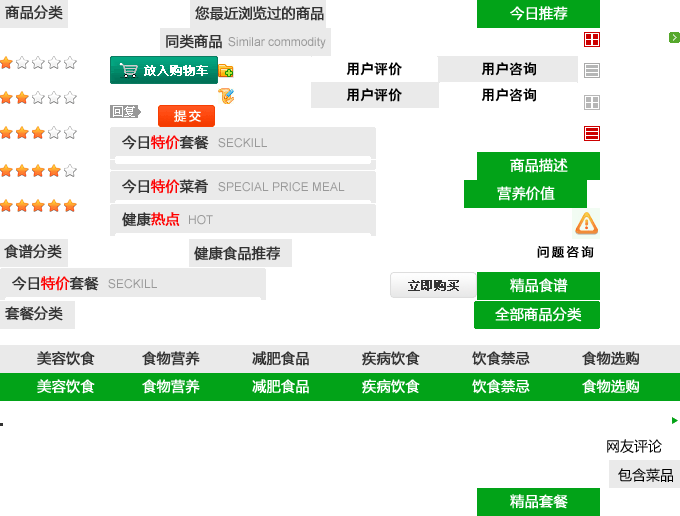 商品分类
您最近浏览过的商品
今日推荐
同类商品 Similar commodity
放入购物车
用户评价
用户咨询
用户评价
用户咨询
回复
提交
今日特价套餐 SECKILL
商品描述
今日特价菜肴 SPECIAL PRICE MEAL
营养价值
健康热点 HOT
食谱分类
健康食品推荐
问题咨询
今日特价套餐 SECKILL
立即购买
精品食谱
套餐分类
全部商品分类
美容饮食 食物营养 减肥食品 疾病饮食 饮食禁忌 食物选购
美容饮食 食物营养 减肥食品 疾病饮食 饮食禁忌 食物选购
网友评论
包含菜品
精品套餐